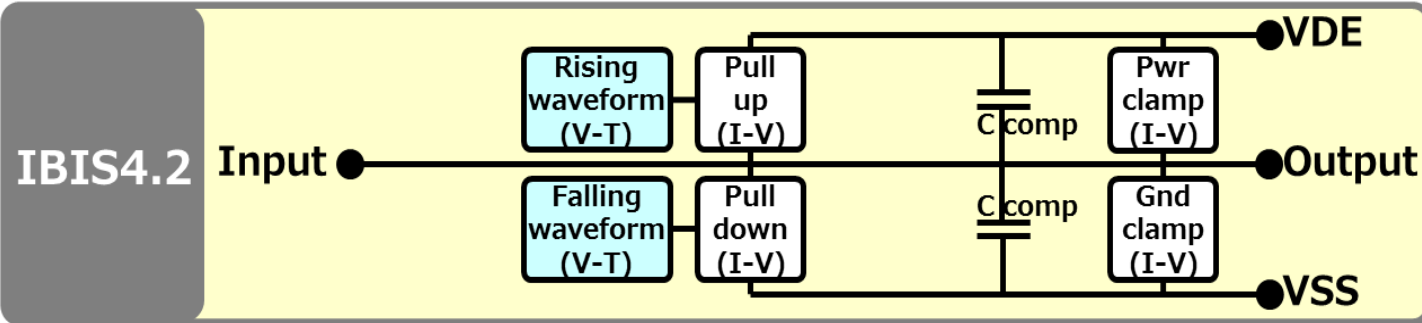 IBIS4.2
Input
Rising
waveform
(V-T)
Pull
up
(I-V)
C comp
Pwr
clamp
(I-V)
VDE
Output
Falling
waveform
(V-T)
Pull
down
(I-V)
C comp
Gnd
clamp
(I-V)
VSS